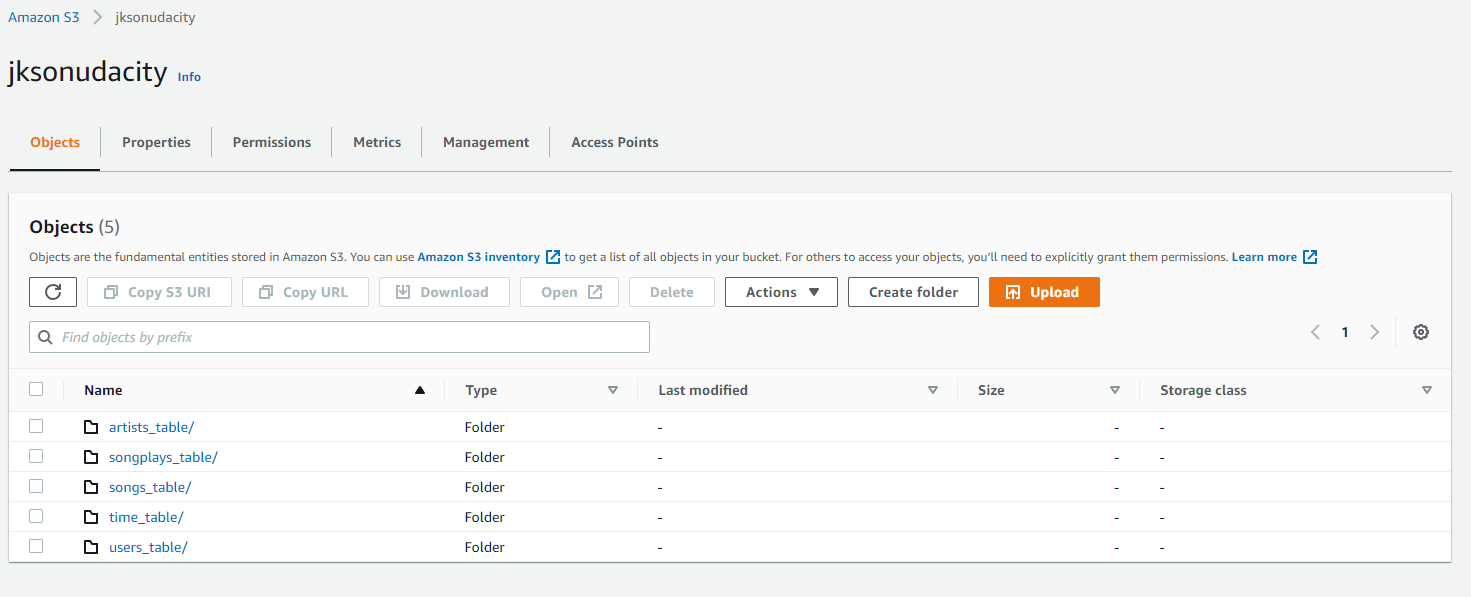 Amazon S3 > jksonudacity
jksonudacity Info
Objects Properties Permissions Metrics Management Access Points
Objects (5)
Objects are the fundamental entities stored in Amazon S3. You can use Amazon S3 inventory to get a list of all objects in your bucket. For others to access your objects, you'll need to explicitly grant them permissions. Learn more
Copy S3 URI Copy URL Download Open Delete Actions Create folder Upload
Find objects by prefix 1
Name Type Last modified Size Storage class
artists_table/ Folder - - -
songplays_table/ Folder - - -
songs_table/ Folder - - -
time_table/ Folder - - -
users_table/ Folder - - -